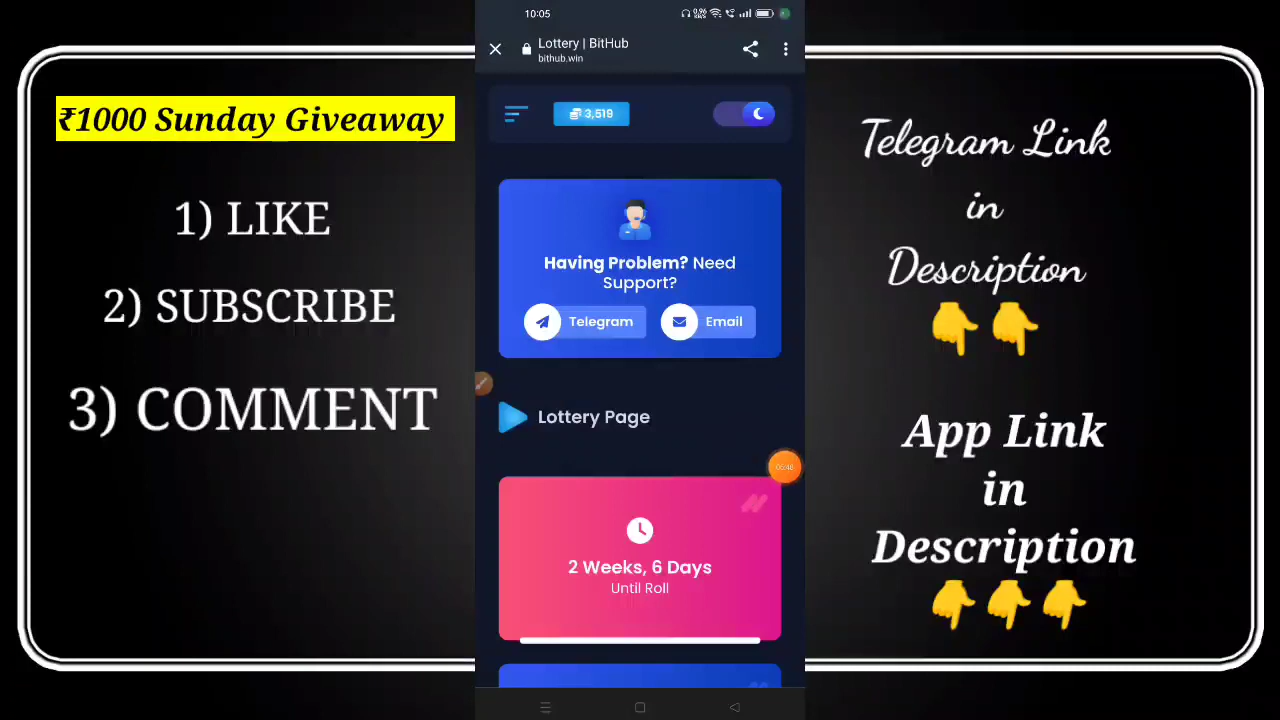 ₹1000 Sunday Giveaway
1) LIKE
2) SUBSCRIBE
3) COMMENT
10:05
Lottery | BitHub
bithub.win
3,519
Having Problem? Need
Support?
Telegram
Email
Lottery Page
2 Weeks, 6 Days
Until Roll
Telegram Link
in
Description
App Link
in
Description